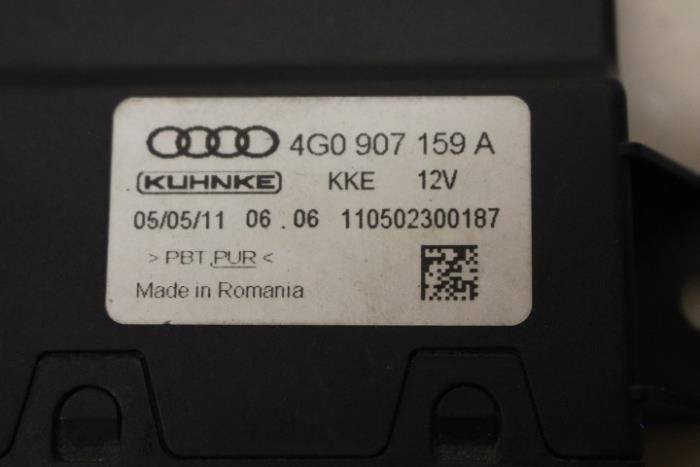 4G0 907 159 A
KUHNKE KKE 12V
05/05/11 06.06 110502300187
> PBT,PUR <
Made in Romania